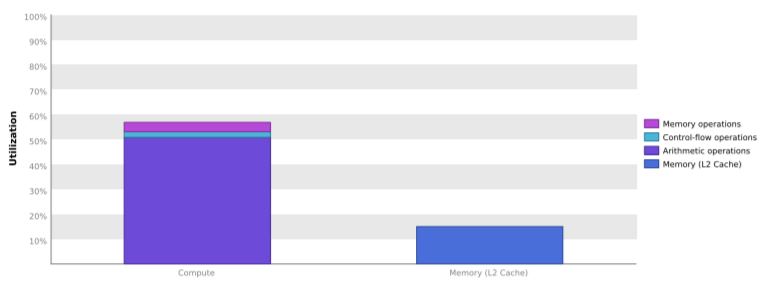 100%
90%
80%
70%
60%
50%
40%
30%
20%
10%
Utilization
Compute
Memory (L2 Cache)
Memory operations
Control-flow operations
Arithmetic operations
Memory (L2 Cache)